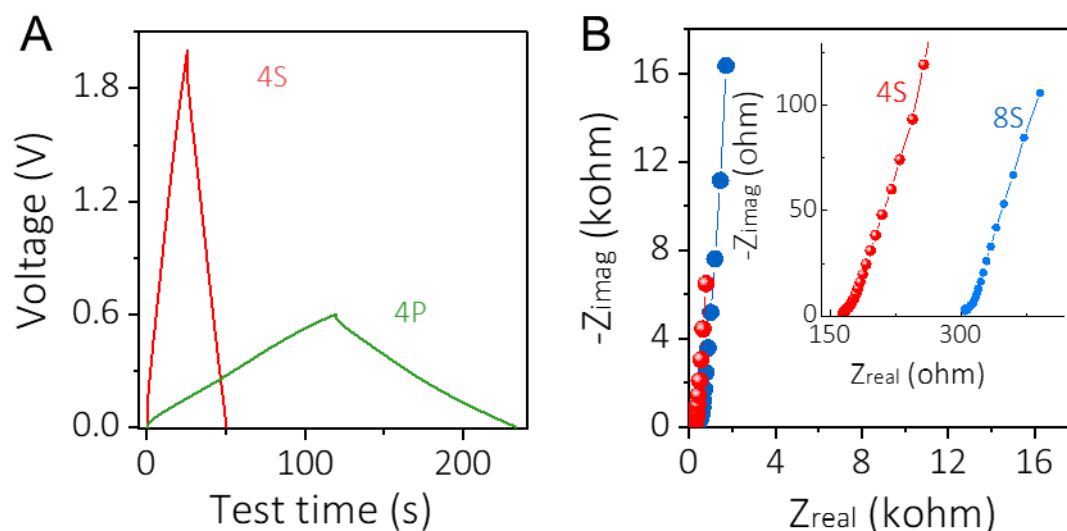 A
Voltage (V)
1.8
1.2
0.6
0.0
4S
4P
0
100
200
Test time (s)
B
-Zimag (kohm)
16
12
8
4
0
0
4
8
12
16
Zreal (kohm)
-Zimag (ohm)
100
50
0
4S
8S
150
300
Zreal (ohm)